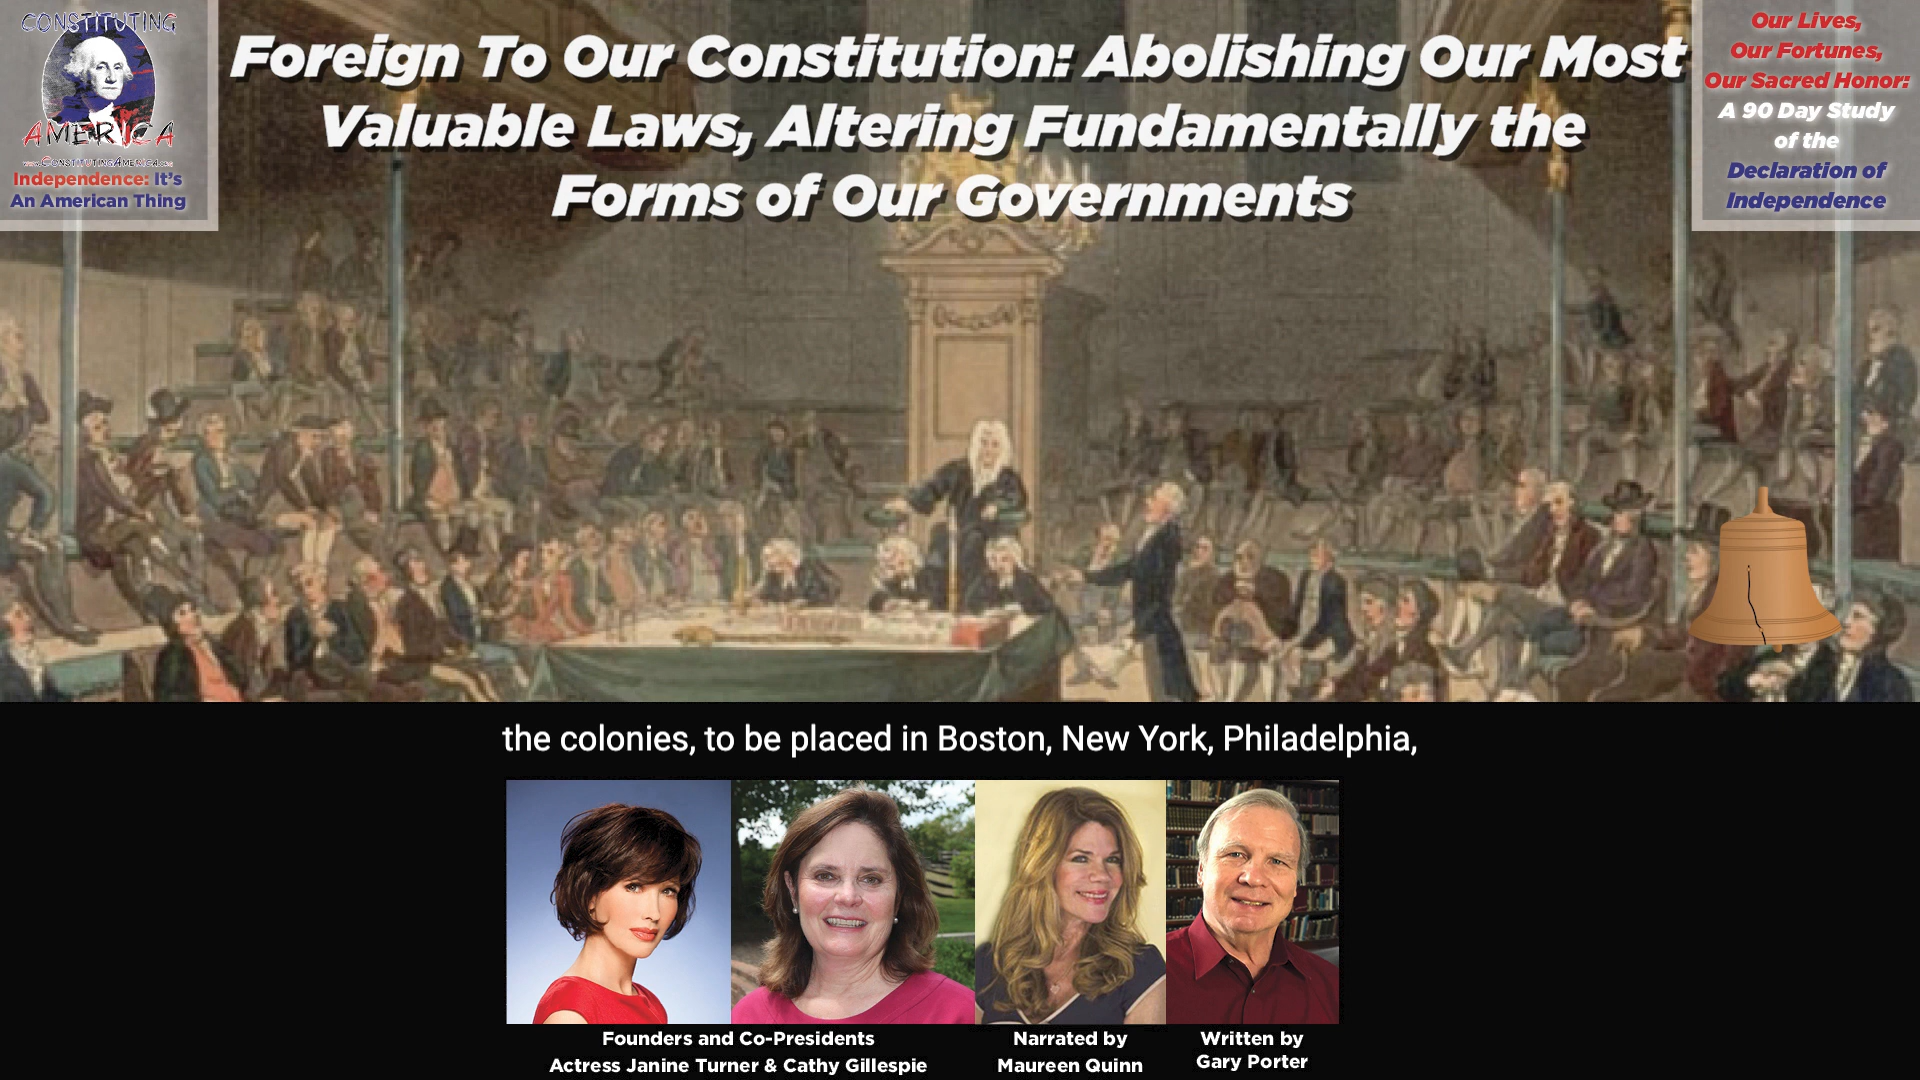 CONSTITUTING
AMERICA
www.CONSTITUTINGAMERICA.org
Independence: It's
An American Thing
Foreign To Our Constitution: Abolishing Our Most
Valuable Laws, Altering Fundamentally the
Forms of Our Governments
Our Lives,
Our Fortunes,
Our Sacred Honor:
A 90 Day Study
of the
Declaration of
Independence
the colonies, to be placed in Boston, New York, Philadelphia,
Founders and Co-Presidents
Actress Janine Turner & Cathy Gillespie
Narrated by
Maureen Quinn
Written by
Gary Porter